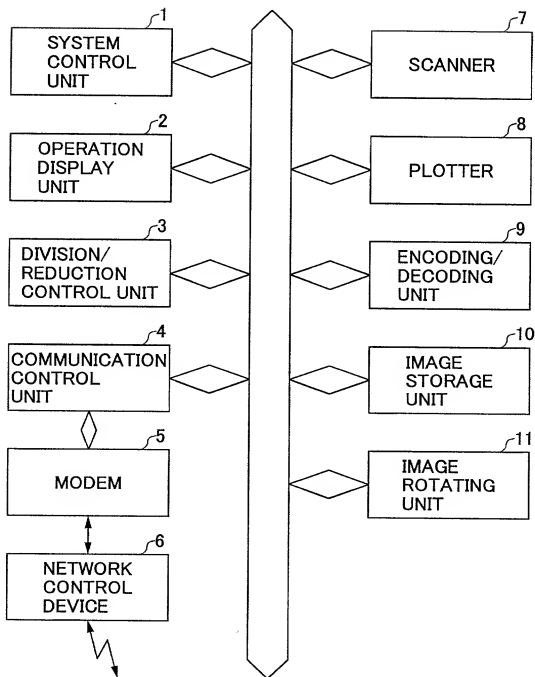 1
SYSTEM
CONTROL
UNIT
2
OPERATION
DISPLAY
UNIT
3
DIVISION/
REDUCTION
CONTROL UNIT
4
COMMUNICATION
CONTROL
UNIT
5
MODEM
6
NETWORK
CONTROL
DEVICE
7
SCANNER
8
PLOTTER
9
ENCODING/
DECODING
UNIT
10
IMAGE
STORAGE
UNIT
11
IMAGE
ROTATING
UNIT